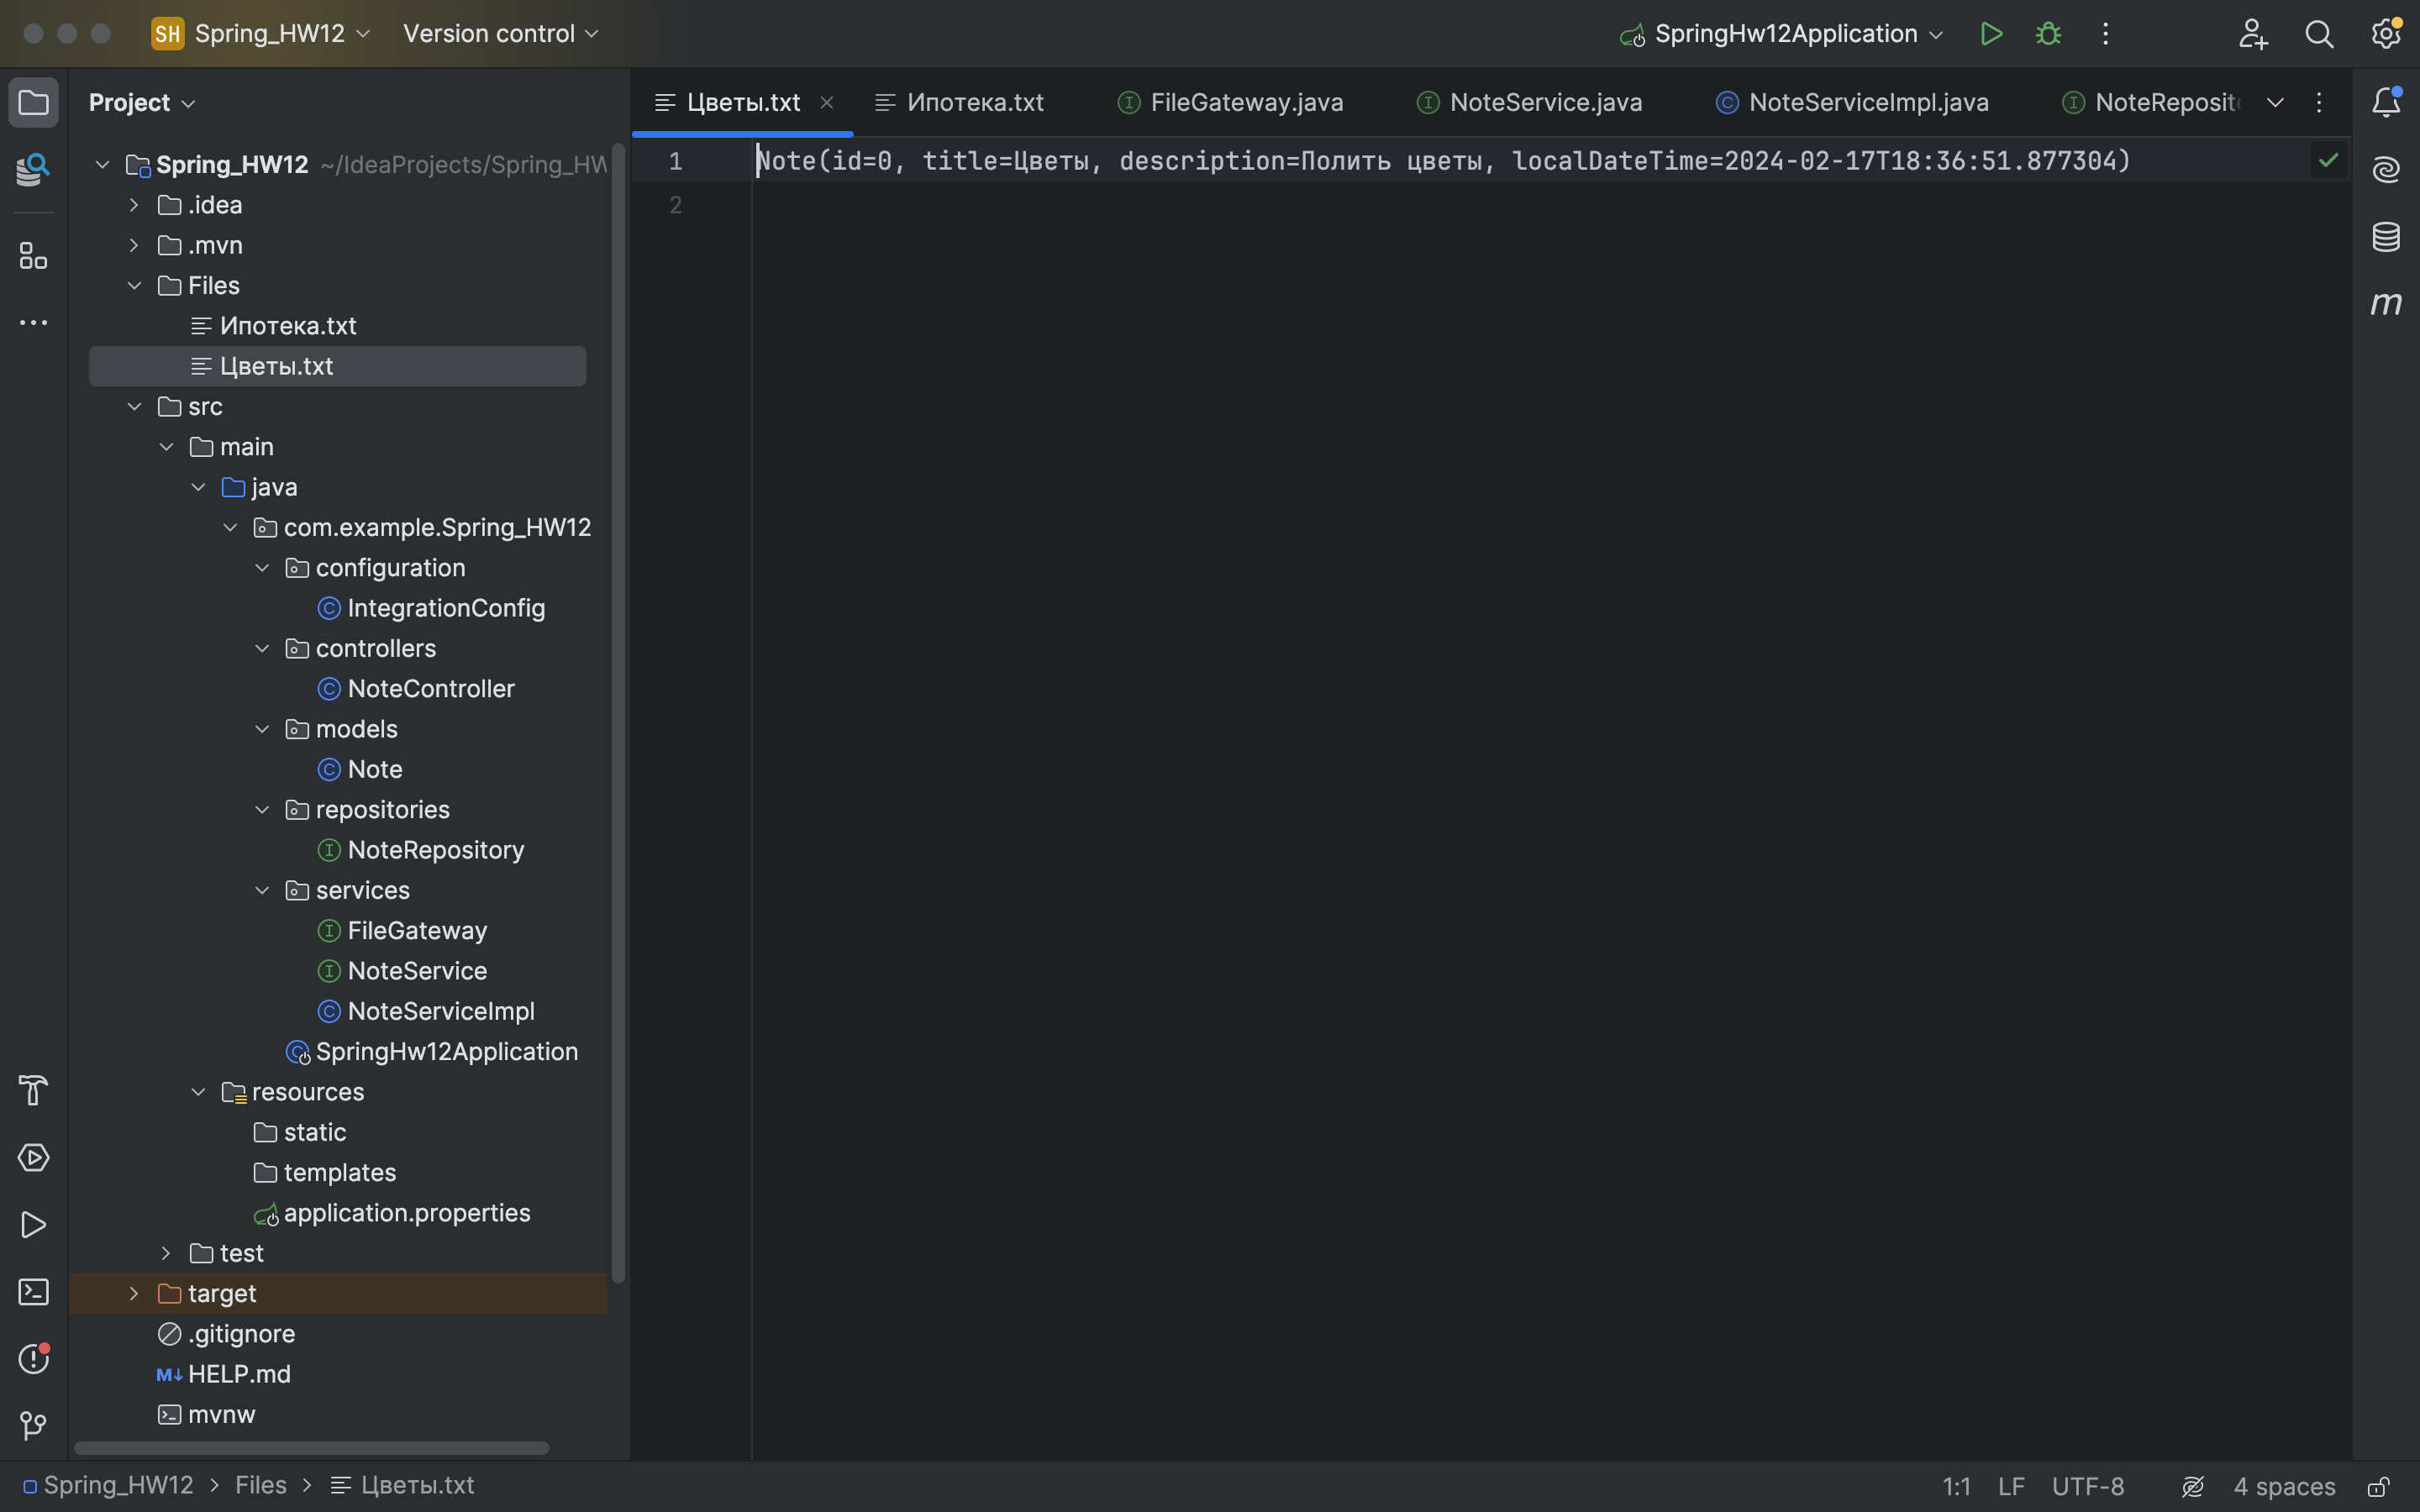 SH Spring_HW12 Version control SpringHw12Application
Project
Цветы.txt Ипотека.txt FileGateway.java NoteService.java NoteServiceImpl.java NoteReposit
Spring_HW12 ~/IdeaProjects/Spring_HW
.idea
.mvn
Files
Ипотека.txt
Цветы.txt
src
main
java
com.example.Spring_HW12
configuration
IntegrationConfig
controllers
NoteController
models
Note
repositories
NoteRepository
services
FileGateway
NoteService
NoteServiceImpl
SpringHw12Application
resources
static
templates
application.properties
test
target
.gitignore
HELP.md
mvnw
1 Note(id=0, title=Цветы, description=Полить цветы, localDateTime=2024-02-17T18:36:51.877304)
2
Spring_HW12 > Files > Цветы.txt
1:1 LF UTF-8 4 spaces